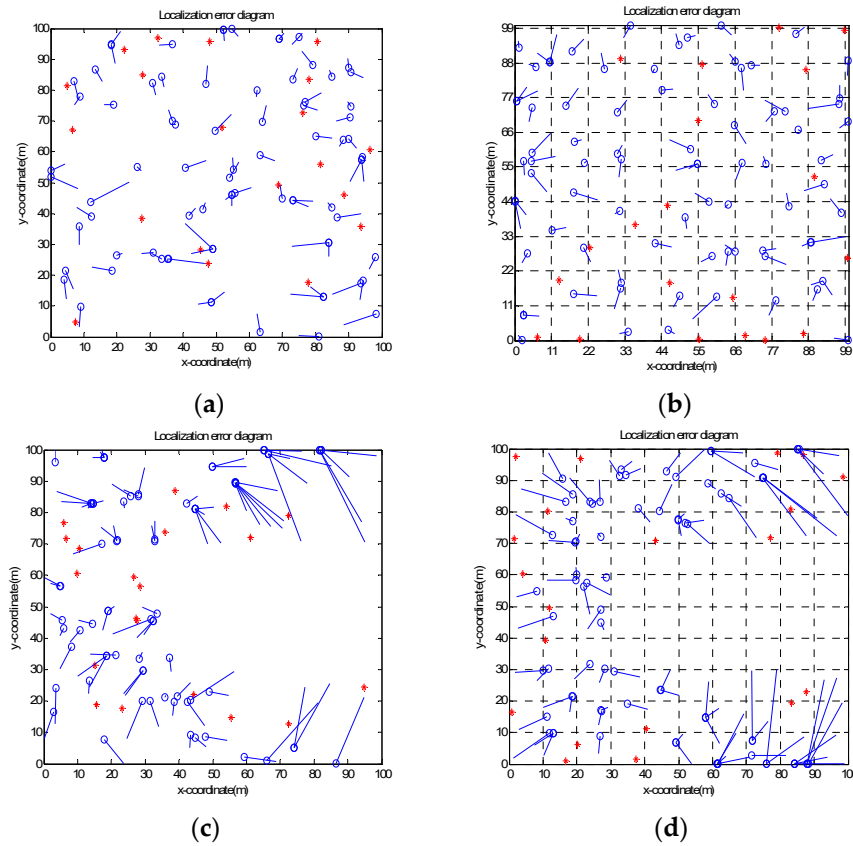 Localization error diagram
Localization error diagram
100
90
80
70
60
50
40
30
20
10
0
y-coordinate(m)
0 10 20 30 40 50 60 70 80 90 100
x-coordinate(m)
(a)
99
88
77
66
55
44
33
22
11
0
y-coordinate(m)
0 11 22 33 44 55 66 77 88 99
x-coordinate(m)
(b)
Localization error diagram
Localization error diagram
100
90
80
70
60
50
40
30
20
10
0
y-coordinate(m)
0 10 20 30 40 50 60 70 80 90 100
x-coordinate(m)
(c)
100
90
80
70
60
50
40
30
20
10
0
y-coordinate(m)
0 10 20 30 40 50 60 70 80 90 100
x-coordinate(m)
(d)